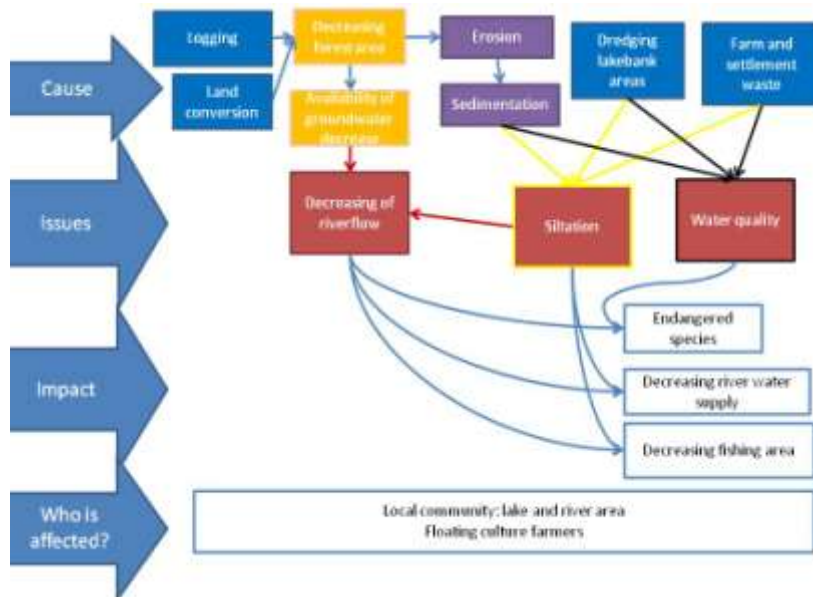 Cause
Logging
Land
conversion
Decreasing
forest area
Availability of
groundwater
decrease
Erosion
Sedimentation
Dredging
lakebank
areas
Farm and
settlement
waste
Issues
Decreasing of
riverflow
Siltation
Water quality
Impact
Endangered
species
Decreasing river water
supply
Decreasing fishing area
Who is
affected?
Local community: lake and river area
Floating culture farmers